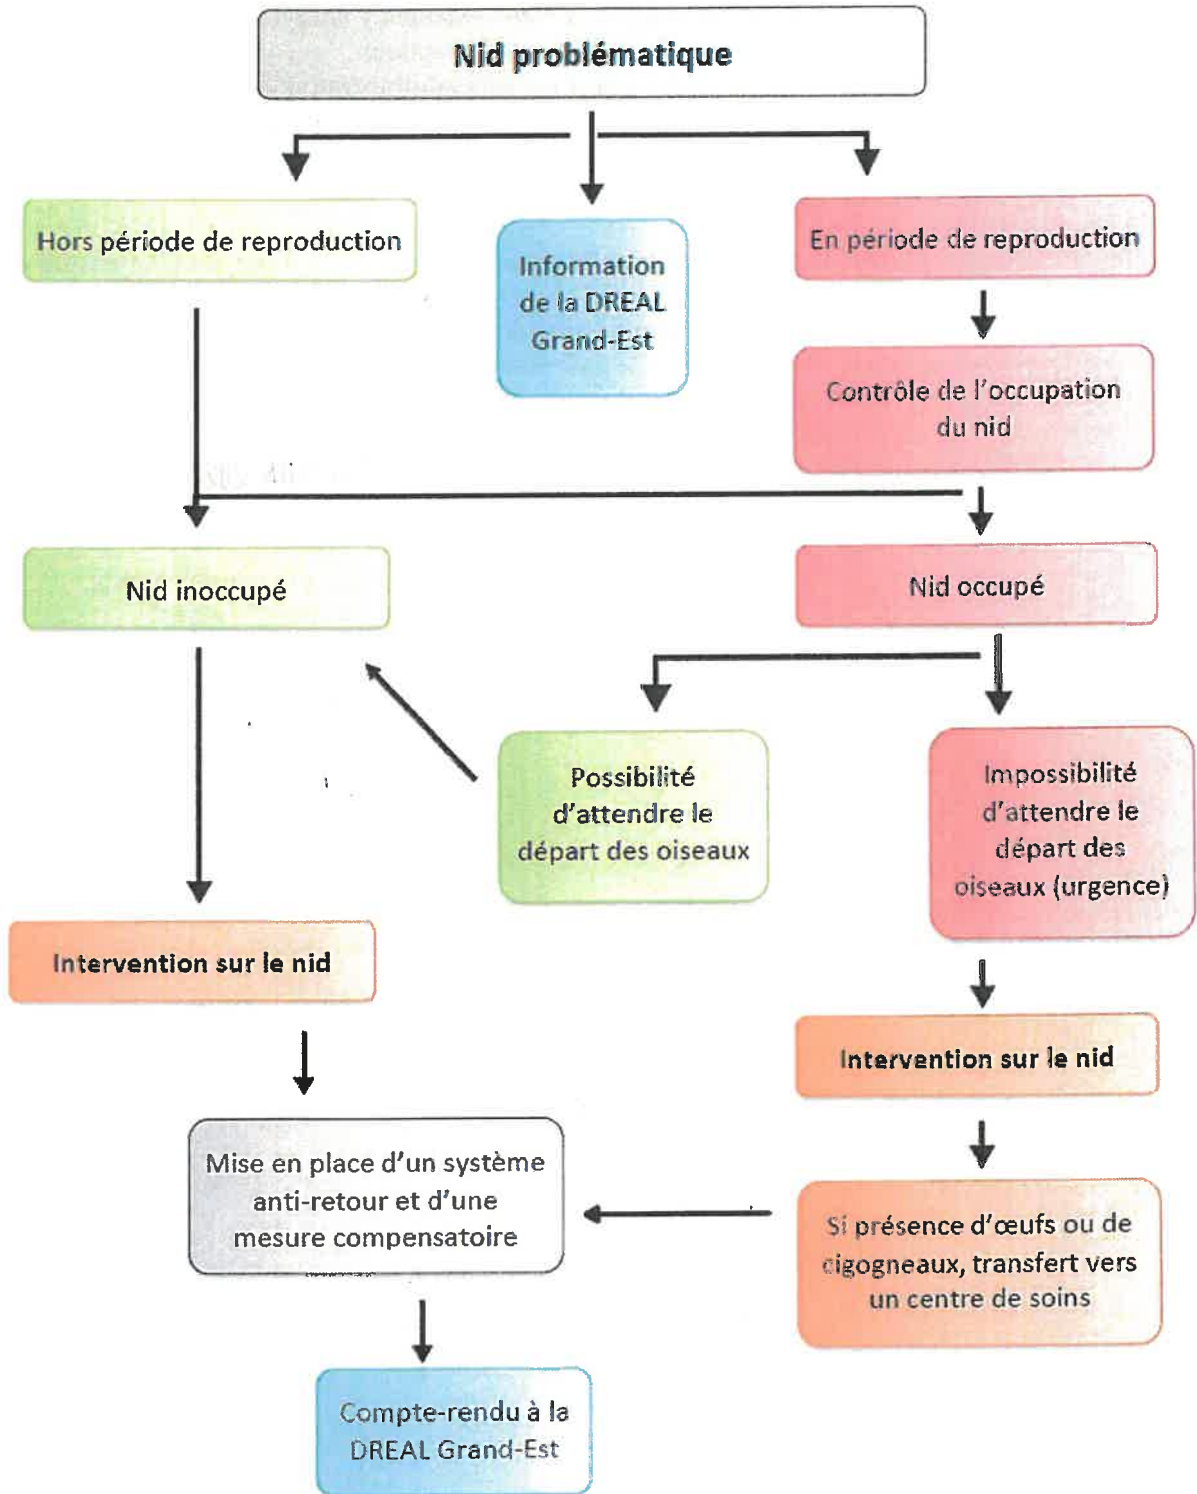 Nid problématique
Hors période de reproduction
Information
de la DREAL
Grand-Est
En période de reproduction
Contrôle de l'occupation
du nid
Nid inoccupé
Nid occupé
Possibilité
d'attendre le
départ des oiseaux
Impossibilité
d'attendre le
départ des
oiseaux (urgence)
Intervention sur le nid
Intervention sur le nid
Mise en place d'un système
anti-retour et d'une
mesure compensatoire
Si présence d'œufs ou de
cigogneaux, transfert vers
un centre de soins
Compte-rendu à la
DREAL Grand-Est